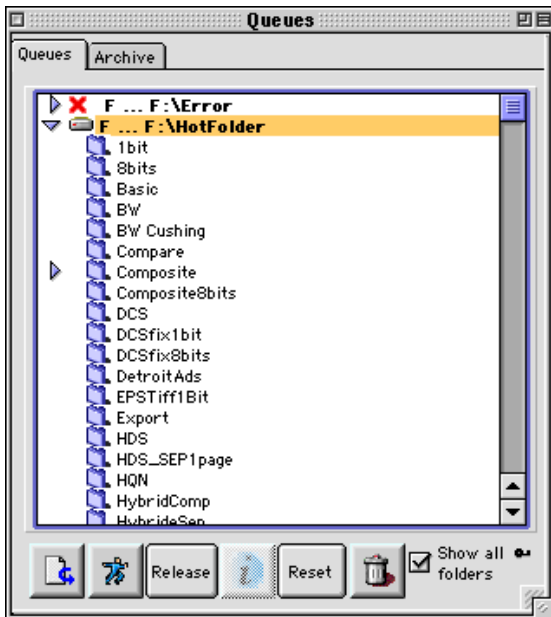 Queues
Queues Archive
F ... F:\Error
F ... F:\HotFolder
1bit
8bits
Basic
BW
BW Cushing
Compare
Composite
Composite8bits
DCS
DCSfix1bit
DCSfix8bits
DetroitAds
EPSTiff1Bit
Export
HDS
HDS_SEP1page
HQN
HybridComp
HybrideSep
Release i Reset Show all
folders